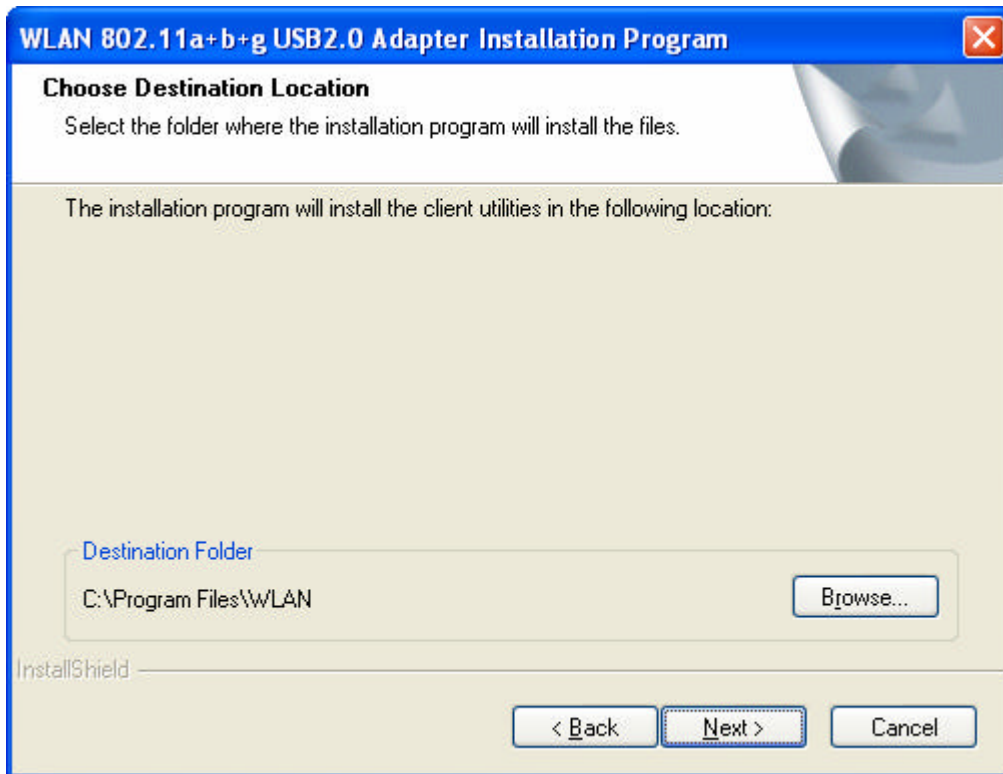 WLAN 802.11a+b+g USB2.0 Adapter Installation Program
Choose Destination Location
Select the folder where the installation program will install the files.
The installation program will install the client utilities in the following location:
Destination Folder
C:\Program Files\WLAN
Browse...
InstallShield
< Back
Next >
Cancel